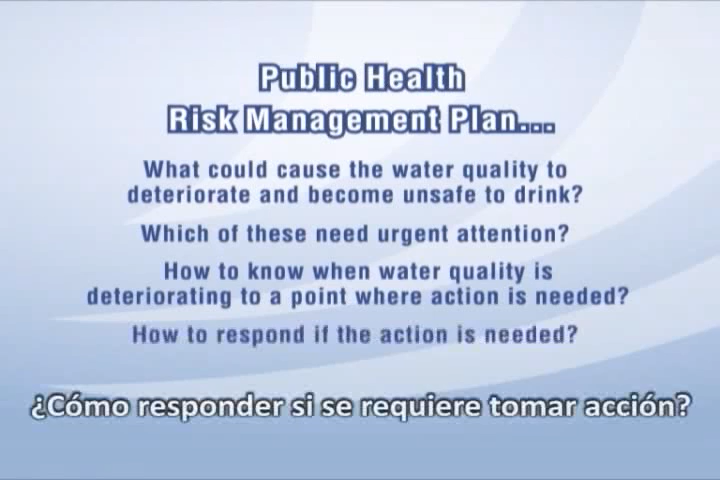 Public Health
Risk Management Plan...
What could cause the water quality to
deteriorate and become unsafe to drink?
Which of these need urgent attention?
How to know when water quality is
deteriorating to a point where action is needed?
How to respond if the action is needed?
¿Cómo responder si se requiere tomar acción?